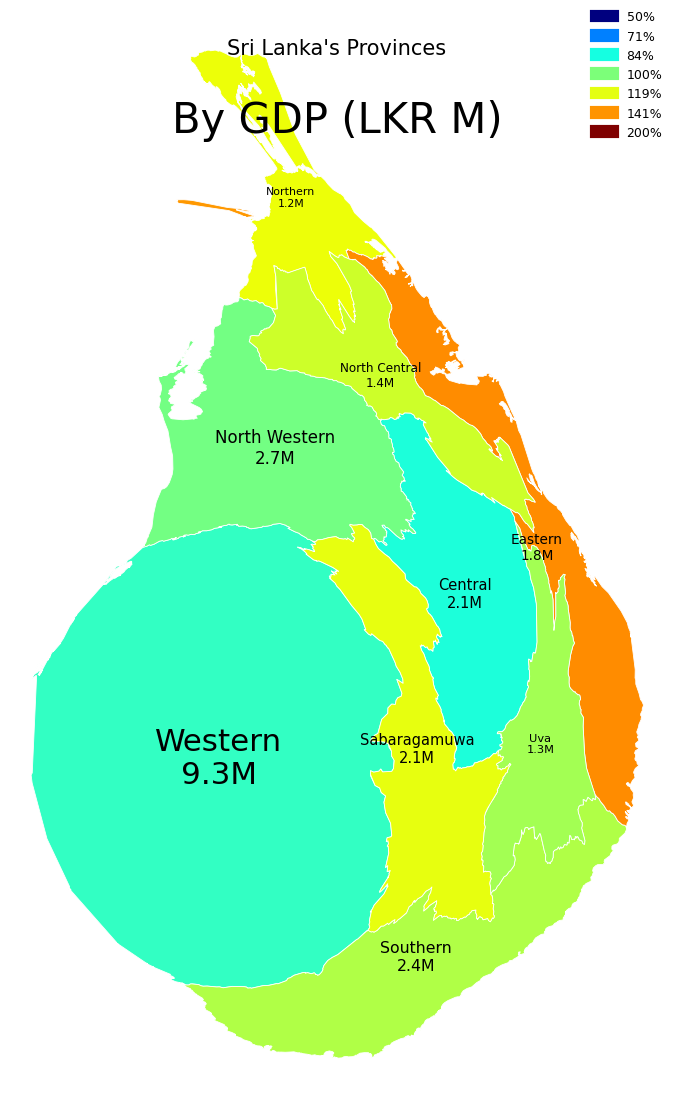 Sri Lanka's Provinces
By GDP (LKR M)
50%
71%
84%
100%
119%
141%
200%
Northern
1.2M
North Central
1.4M
North Western
2.7M
Eastern
1.8M
Central
2.1M
Western
9.3M
Sabaragamuwa
2.1M
Uva
1.3M
Southern
2.4M